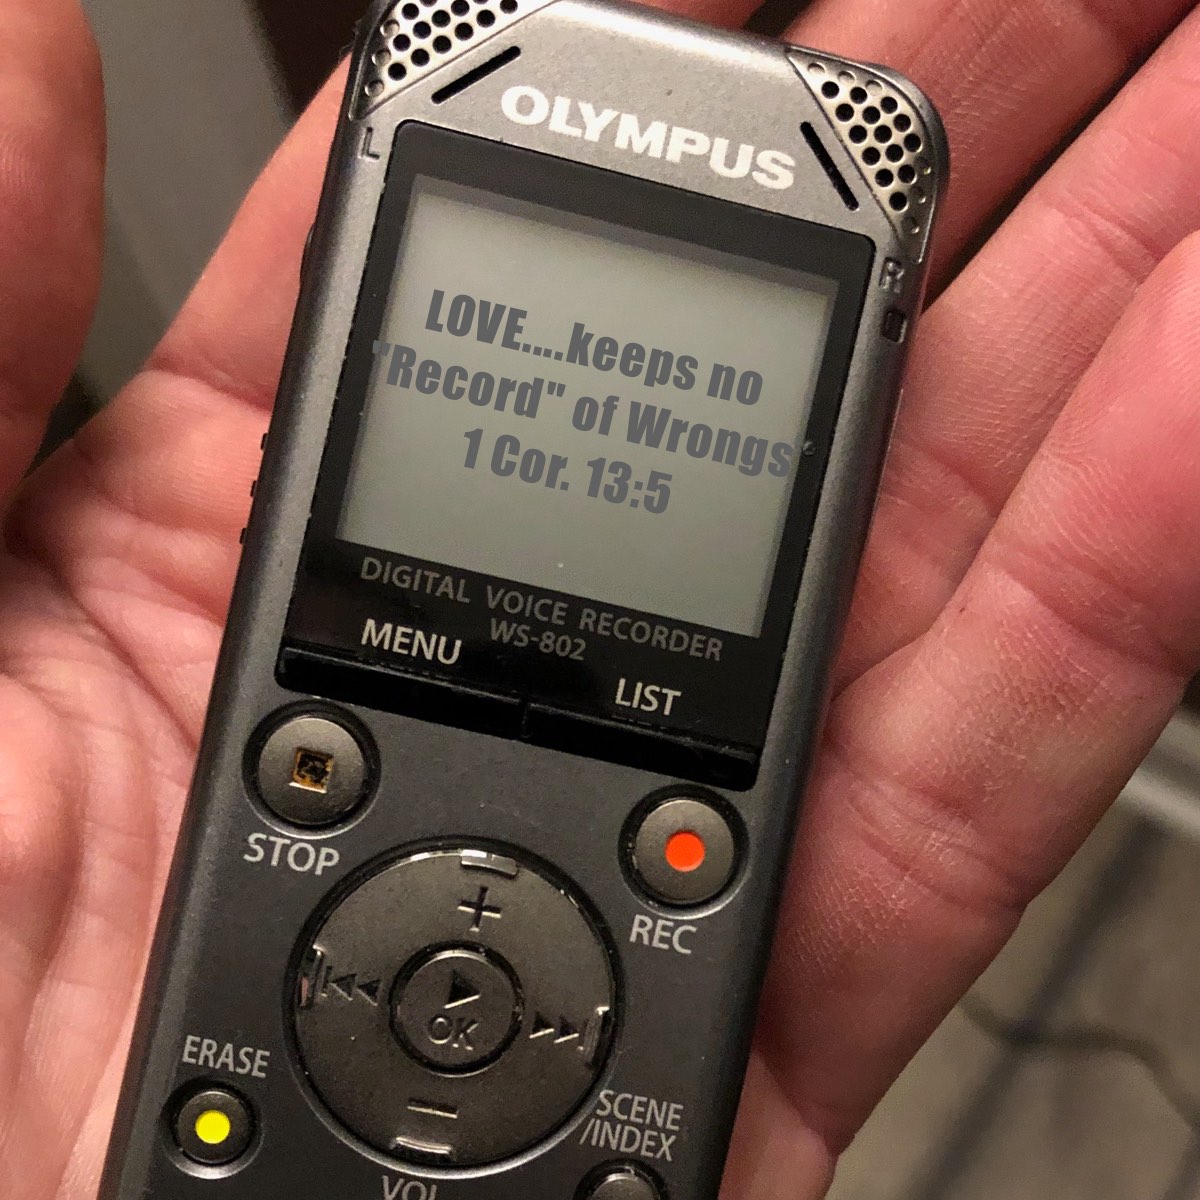 OLYMPUS
L
R
LOVE....keeps no
"Record" of Wrongs
1 Cor. 13:5
DIGITAL VOICE RECORDER
WS-802
MENU
LIST
STOP
REC
OK
ERASE
SCENE
/INDEX
VOL